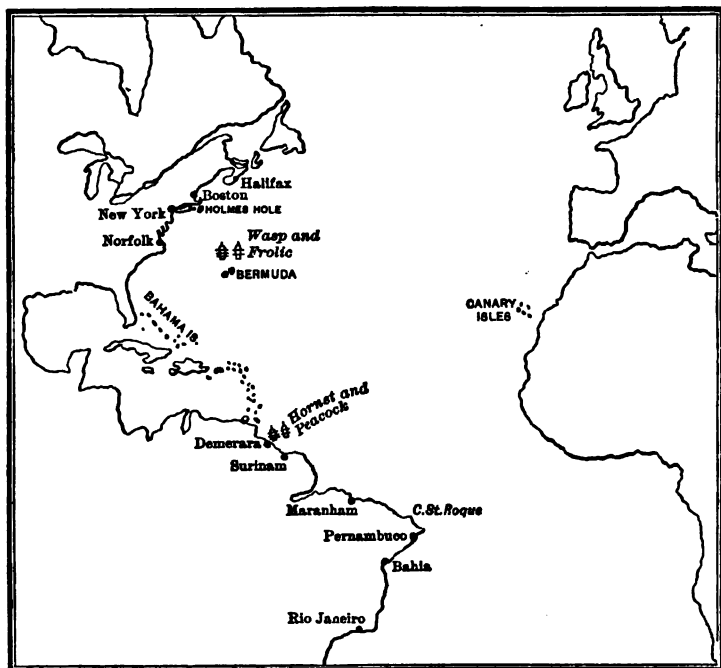 Halifax
Boston
New York
HOLMES HOLE
Norfolk
Wasp and
Frolic
BERMUDA
BAHAMA IS.
CANARY
ISLES
Hornet and
Peacock
Demerara
Surinam
Maranham
C. St. Roque
Pernambuco
Bahia
Rio Janeiro